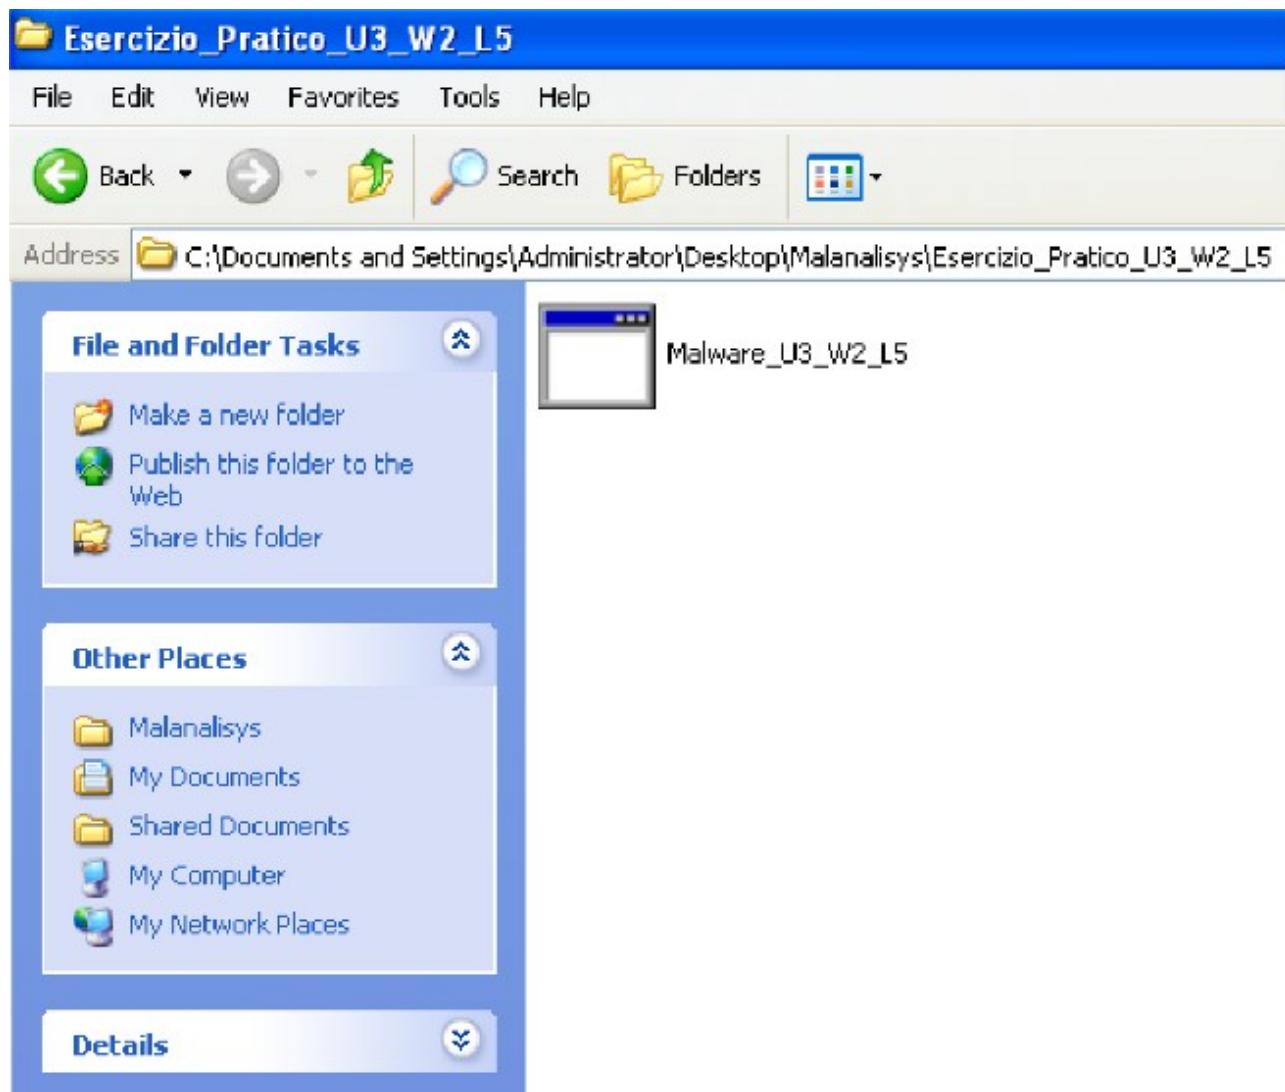 Esercizio_Pratico_U3_W2_L5
File Edit View Favorites Tools Help
Back Search Folders
Address C:\Documents and Settings\Administrator\Desktop\Malanalisys\Esercizio_Pratico_U3_W2_L5
File and Folder Tasks
Make a new folder
Publish this folder to the
Web
Share this folder
Other Places
Malanalisys
My Documents
Shared Documents
My Computer
My Network Places
Details
Malware_U3_W2_L5